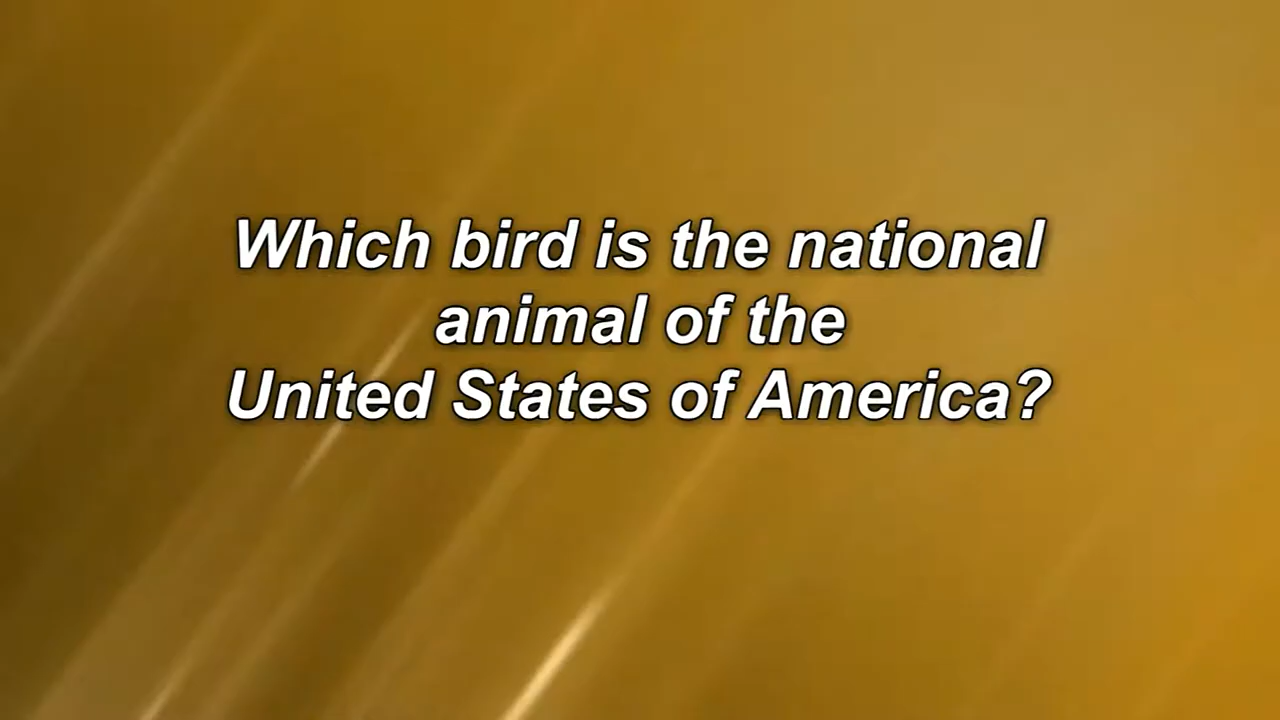 Which bird is the national
animal of the
United States of America?